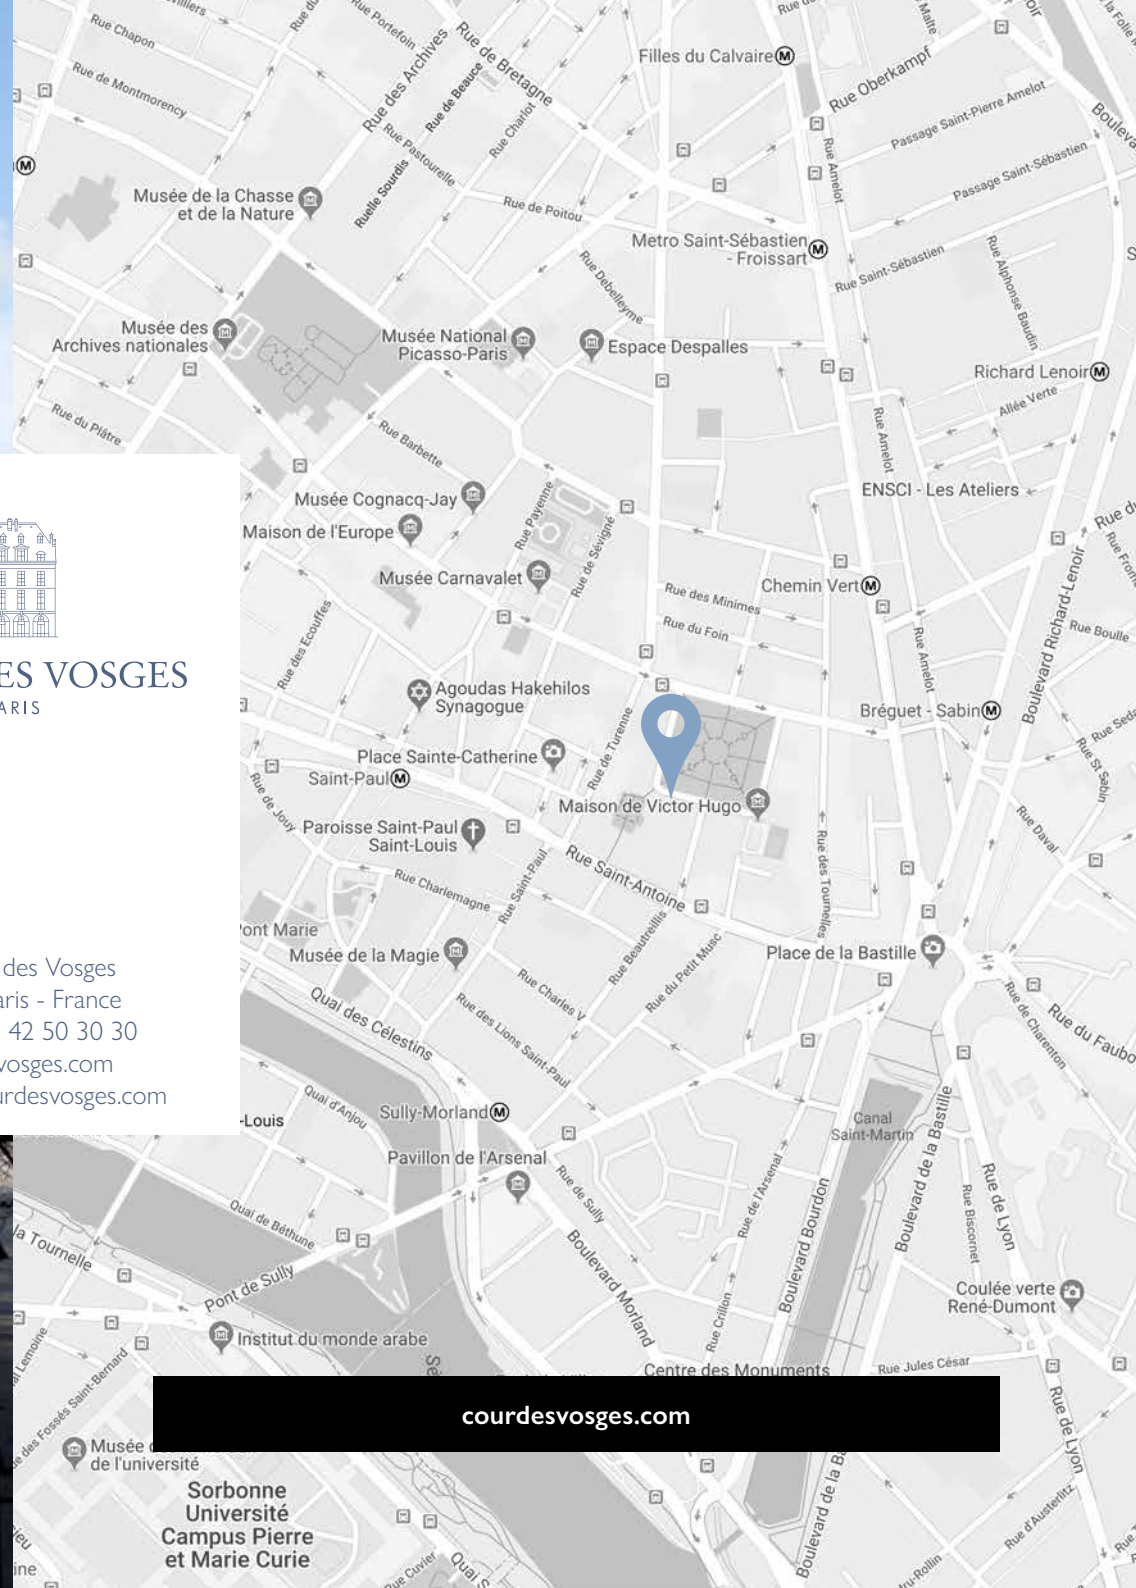 villiers
Rue Chapon
Rue de Montmorency
Rue du
Rue Portefoin
Rue des Archives
Rue de Bretagne
Rue de Beauce
Rue Charlot
Rue Pastourelle
Ruelle Sourdis
Filles du Calvaire
M
Rue Oberkampf
Rue Amelot
Passage Saint-Pierre Amelot
Passage Saint-Sébastien
Malte
M
Musée de la Chasse
et de la Nature
Rue de Poitou
Metro Saint-Sébastien
- Froissart
M
Rue Saint-Sébastien
Rue Alphonse Baudin
Rue Debelleyme
Musée des
Archives nationales
Musée National
Picasso-Paris
Espace Despalles
Richard Lenoir
M
Allée Verte
Rue du Plâtre
Rue Barbette
Rue Amelot
Musée Cognacq-Jay
Rue Payenne
Rue de Sévigné
ENSCI - Les Ateliers
Maison de l'Europe
Musée Carnavalet
Rue des Minimes
Chemin Vert
M
Rue du Foin
Boulevard Richard-Lenoir
Rue Boulle
Rue des Ecouffes
Rue Amelot
ES VOSGES
ARIS
Agoudas Hakehilos
Synagogue
Rue de Turenne
Bréguet - Sabin
M
Rue St Sabin
Place Sainte-Catherine
Saint-Paul
M
Rue de Jouy
Maison de Victor Hugo
Paroisse Saint-Paul
Saint-Louis
Rue Daval
Rue Saint-Antoine
Rue des Tournelles
Rue Charlemagne
Rue Saint-Paul
Pont Marie
Musée de la Magie
Rue Beautreillis
Rue du Petit Musc
Place de la Bastille
des Vosges
aris - France
42 50 30 30
vosges.com
urdesvosges.com
Quai des Célestins
Rue Charles V
Rue des Lions Saint-Paul
Rue de Charenton
Rue du Faubo
Quai d'Anjou
-Louis
Sully-Morland
M
Canal
Saint-Martin
Boulevard de la Bastille
Pavillon de l'Arsenal
Rue de Sully
Rue de l'Arsenal
Boulevard Bourdon
Rue Biscornet
Rue de Lyon
Quai de Béthune
la Tournelle
Pont de Sully
Boulevard Morland
Rue Crillon
Coulée verte
René-Dumont
Institut du monde arabe
Centre des Monuments
Rue Jules César
Lemoine
des Fossés Saint-Bernard
courdesvosges.com
Musée
de l'université
Rue de Lyon
Sorbonne
Université
Campus Pierre
et Marie Curie
Rue Cuvier
Quai S
Boulevard de la Ba
Rue d'Austerlitz